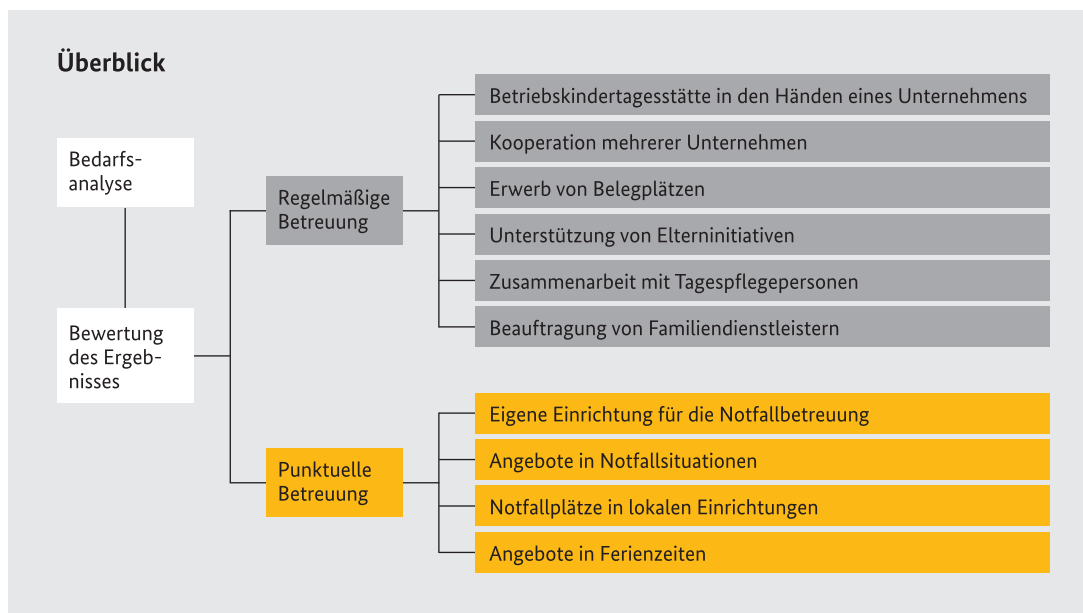 Überblick
Bedarfs-
analyse
Bewertung
des Ergeb-
nisses
Regelmäßige
Betreuung
Betriebskindertagesstätte in den Händen eines Unternehmens
Kooperation mehrerer Unternehmen
Erwerb von Belegplätzen
Unterstützung von Elterninitiativen
Zusammenarbeit mit Tagespflegepersonen
Beauftragung von Familiendienstleistern
Punktuelle
Betreuung
Eigene Einrichtung für die Notfallbetreuung
Angebote in Notfallsituationen
Notfallplätze in lokalen Einrichtungen
Angebote in Ferienzeiten